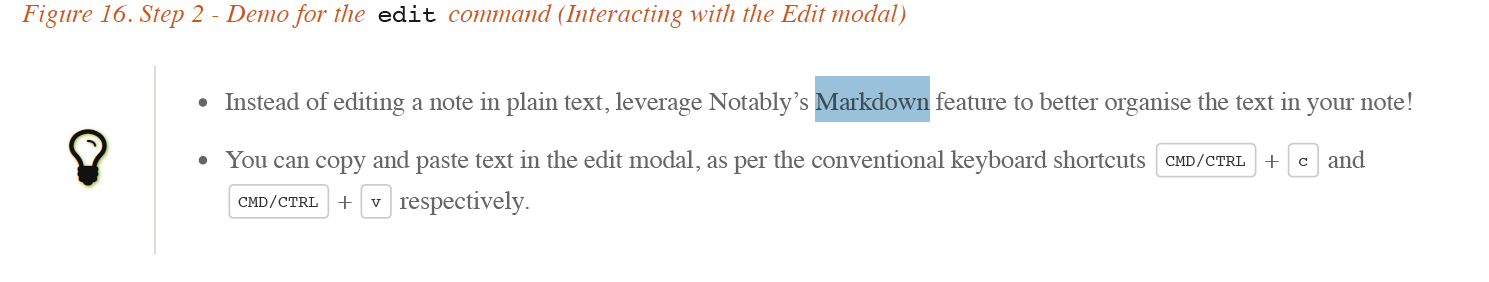 Figure 16. Step 2 - Demo for the edit command (Interacting with the Edit modal)
Instead of editing a note in plain text, leverage Notably’s Markdown feature to better organise the text in your note!
You can copy and paste text in the edit modal, as per the conventional keyboard shortcuts CMD/CTRL + c and
CMD/CTRL + v respectively.